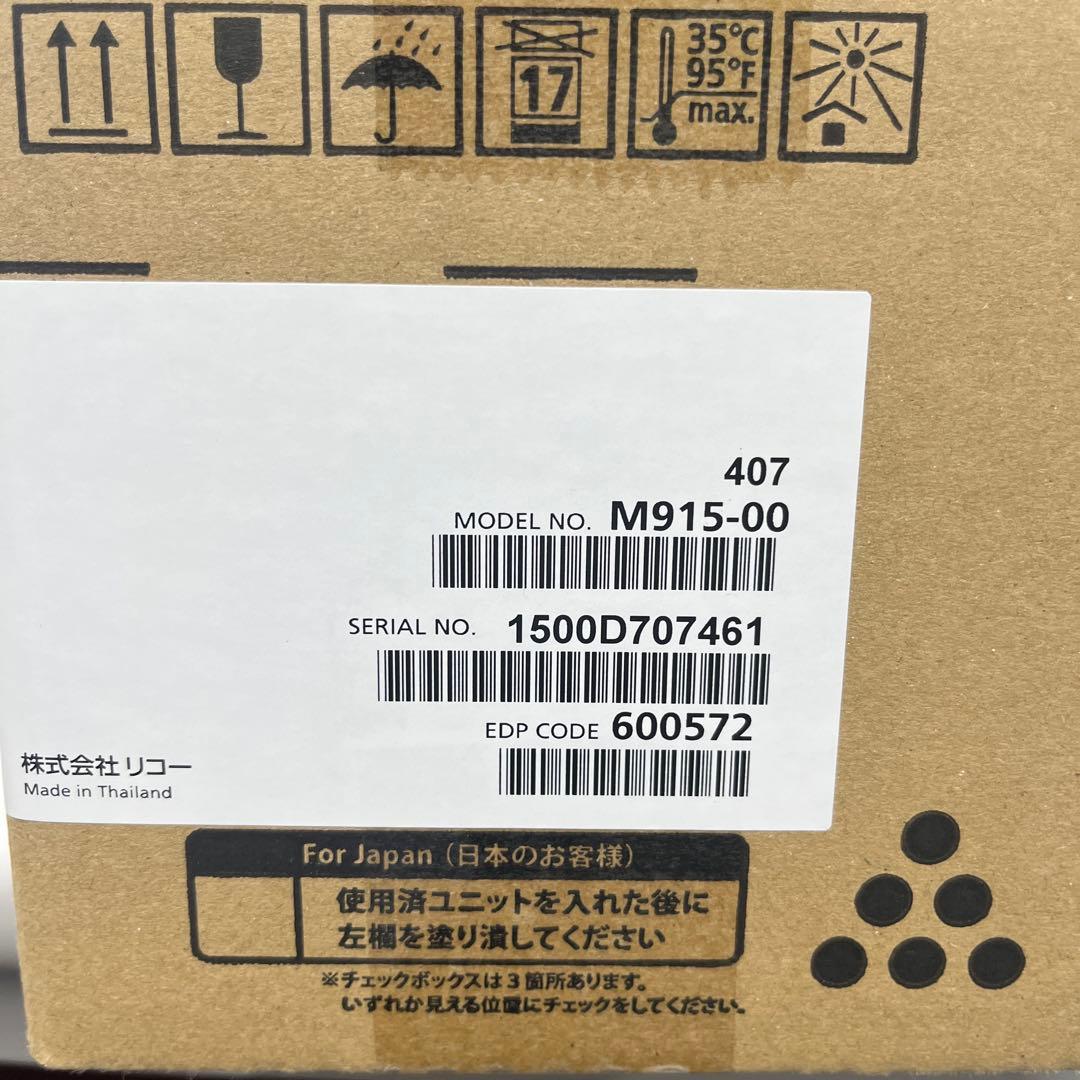 17
35℃
95℉
max.
407
MODEL NO. M915-00
SERIAL NO. 1500D707461
EDP CODE 600572
株式会社リコー
Made in Thailand
For Japan (日本のお客様)
使用済ユニットを入れた後に
左欄を塗り潰してください
※チェックボックスは3箇所あります。
いずれか見える位置にチェックをしてください。